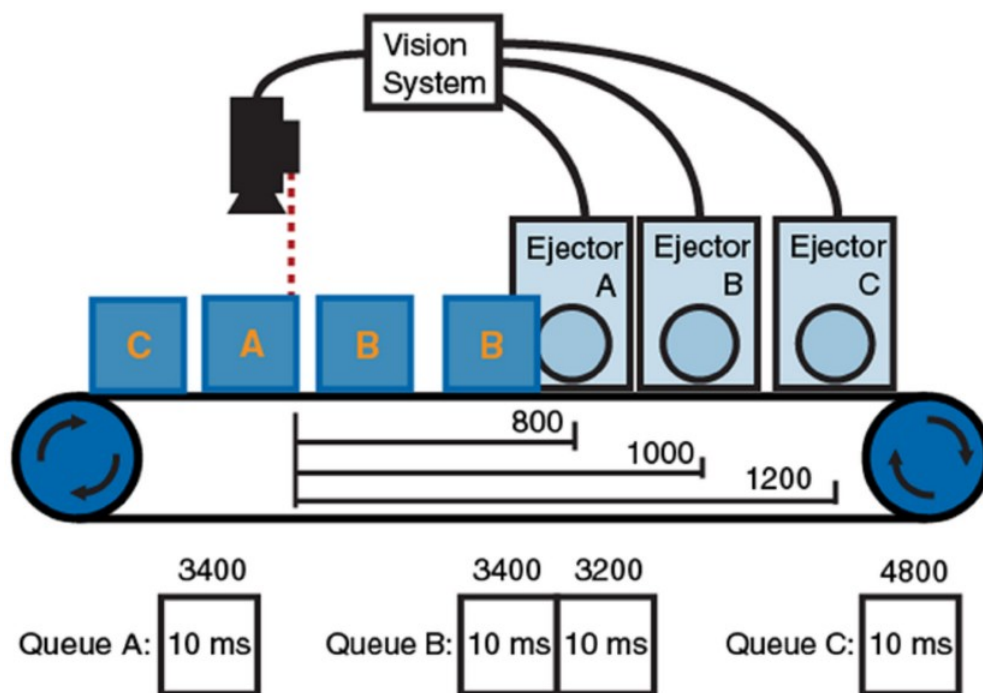 Vision
System
Ejector
A
Ejector
B
Ejector
C
C
A
B
B
800
1000
1200
3400
3400 3200
4800
Queue A: 10 ms
Queue B: 10 ms 10 ms
Queue C: 10 ms